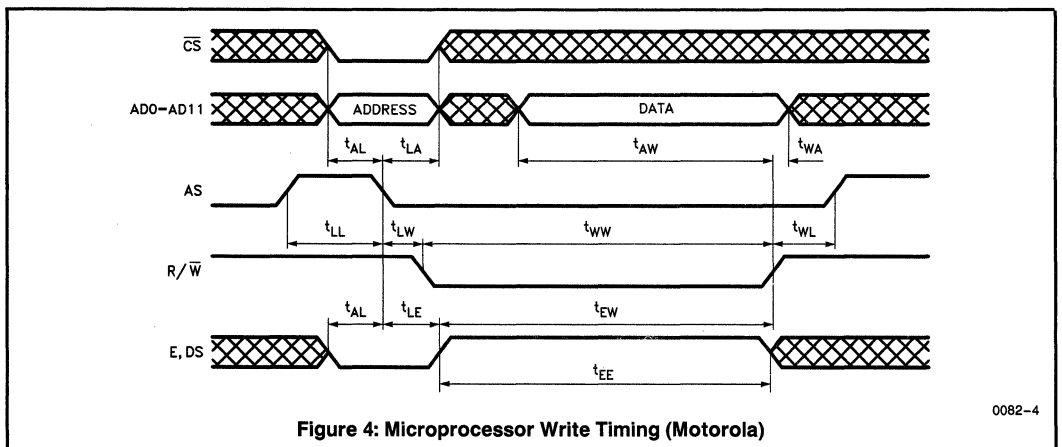 CS
AD0-AD11 ADDRESS DATA
tAL tLA tAW tWA
AS
tLL tLW tWW tWL
R/W
tAL tLE tEW
E,DS
tEE
0082-4
Figure 4: Microprocessor Write Timing (Motorola)